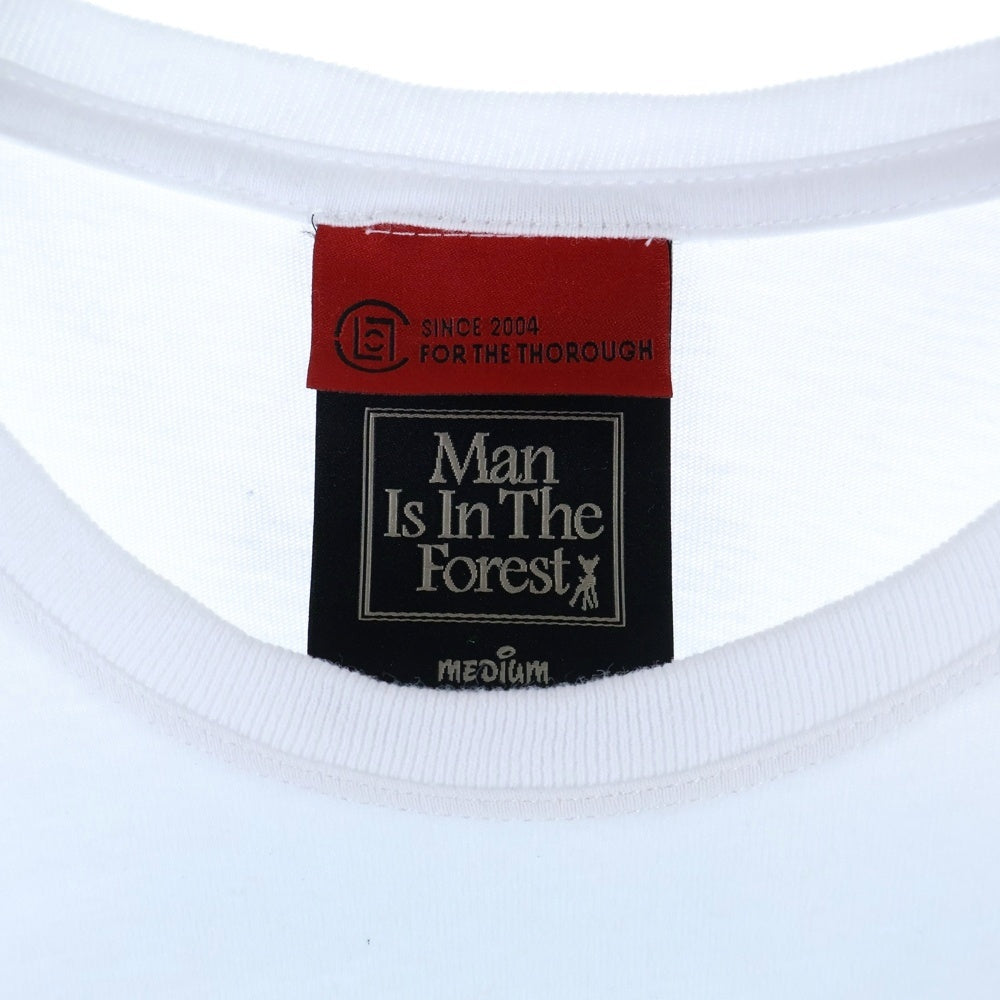 SINCE 2004
FOR THE THOROUGH
Man
Is In The
Forest
MEDIUM